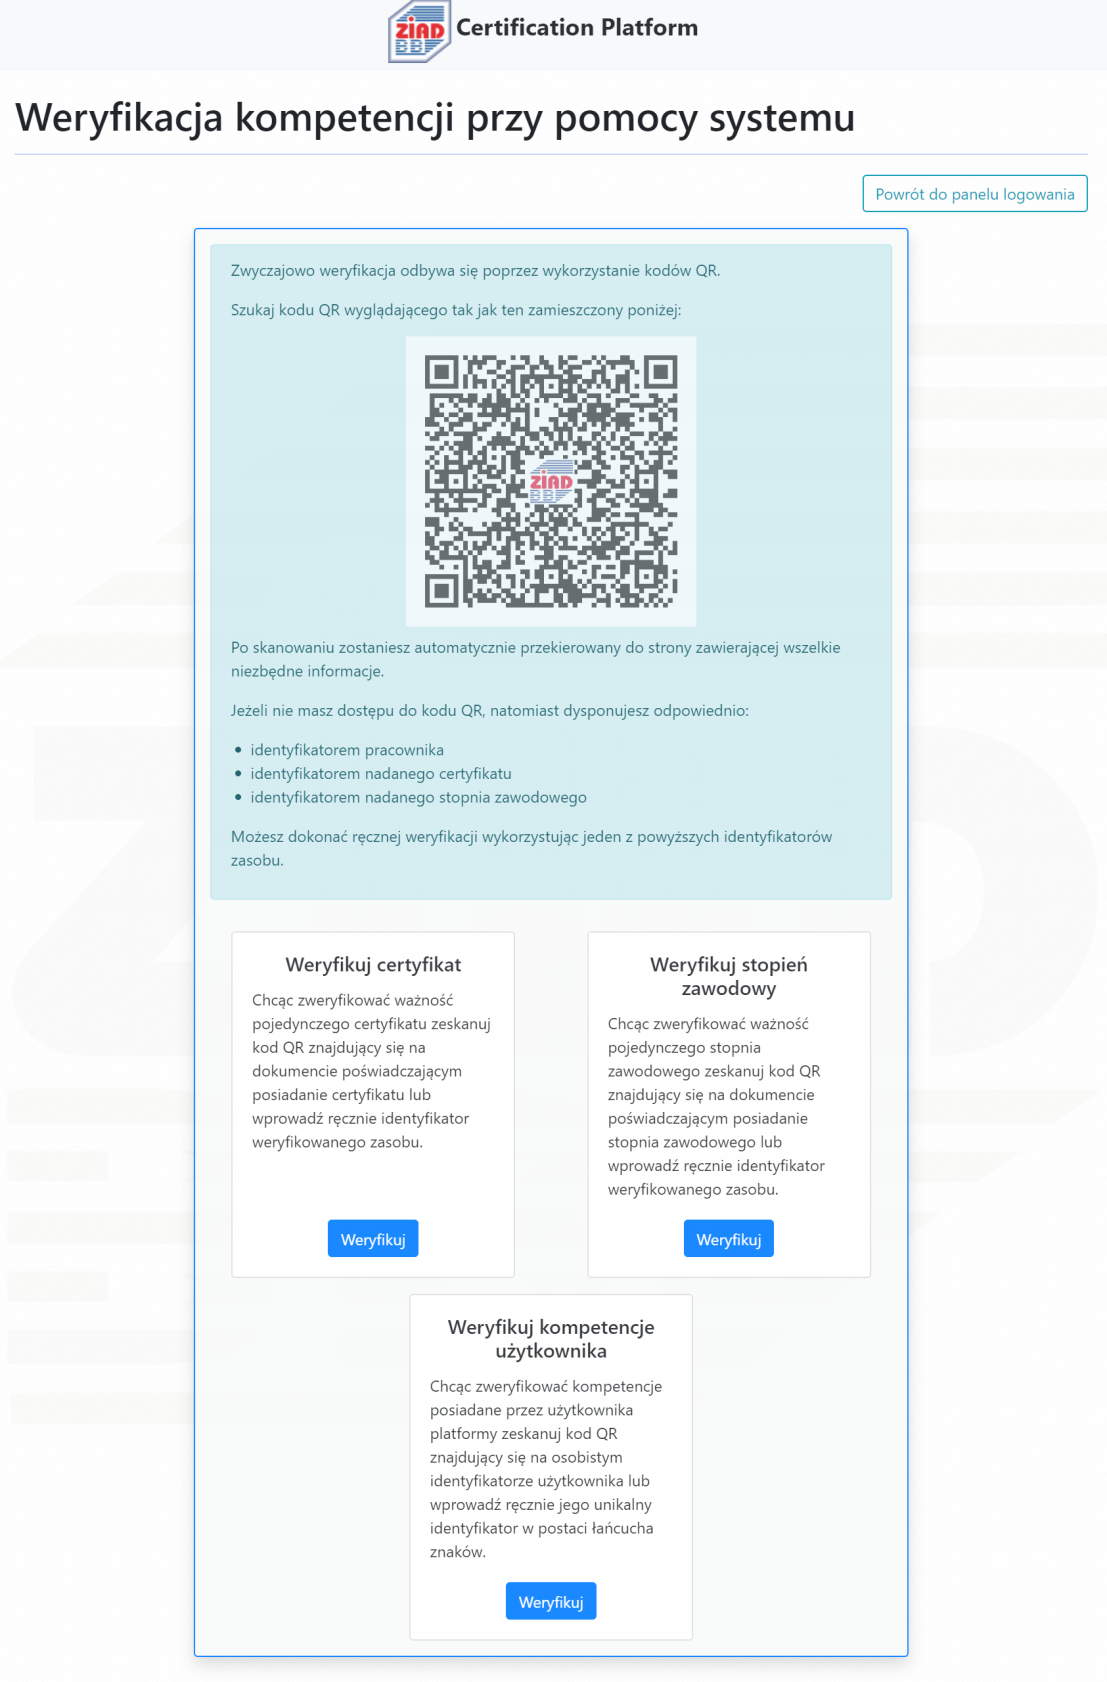 ZIAD
BB
Certification Platform
Weryfikacja kompetencji przy pomocy systemu
Powrót do panelu logowania
Zwyczajowo weryfikacja odbywa się poprzez wykorzystanie kodów QR.
Szukaj kodu QR wyglądającego tak jak ten zamieszczony poniżej:
ZIAD
BB
Po skanowaniu zostaniesz automatycznie przekierowany do strony zawierającej wszelkie
niezbędne informacje.
Jeżeli nie masz dostępu do kodu QR, natomiast dysponujesz odpowiednio:
• identyfikatorem pracownika
• identyfikatorem nadanego certyfikatu
• identyfikatorem nadanego stopnia zawodowego
Możesz dokonać ręcznej weryfikacji wykorzystując jeden z powyższych identyfikatorów
zasobu.
Weryfikuj certyfikat
Chcąc zweryfikować ważność
pojedynczego certyfikatu zeskanuj
kod QR znajdujący się na
dokumencie poświadczającym
posiadanie certyfikatu lub
wprowadź ręcznie identyfikator
weryfikowanego zasobu.
Weryfikuj
Weryfikuj stopień
zawodowy
Chcąc zweryfikować ważność
pojedynczego stopnia
zawodowego zeskanuj kod QR
znajdujący się na dokumencie
poświadczającym posiadanie
stopnia zawodowego lub
wprowadź ręcznie identyfikator
weryfikowanego zasobu.
Weryfikuj
Weryfikuj kompetencje
użytkownika
Chcąc zweryfikować kompetencje
posiadane przez użytkownika
platformy zeskanuj kod QR
znajdujący się na osobistym
identyfikatorze użytkownika lub
wprowadź ręcznie jego unikalny
identyfikator w postaci łańcucha
znaków.
Weryfikuj